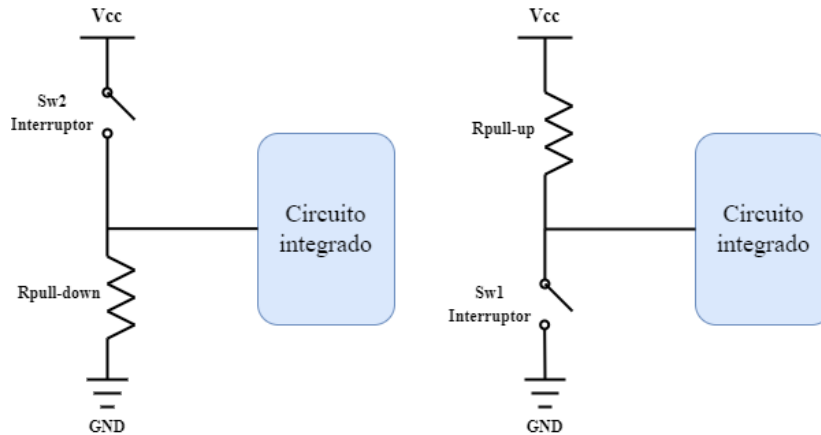 Vcc
Sw2
Interruptor
Circuito
integrado
Rpull-down
GND
Vcc
Rpull-up
Circuito
integrado
Sw1
Interruptor
GND